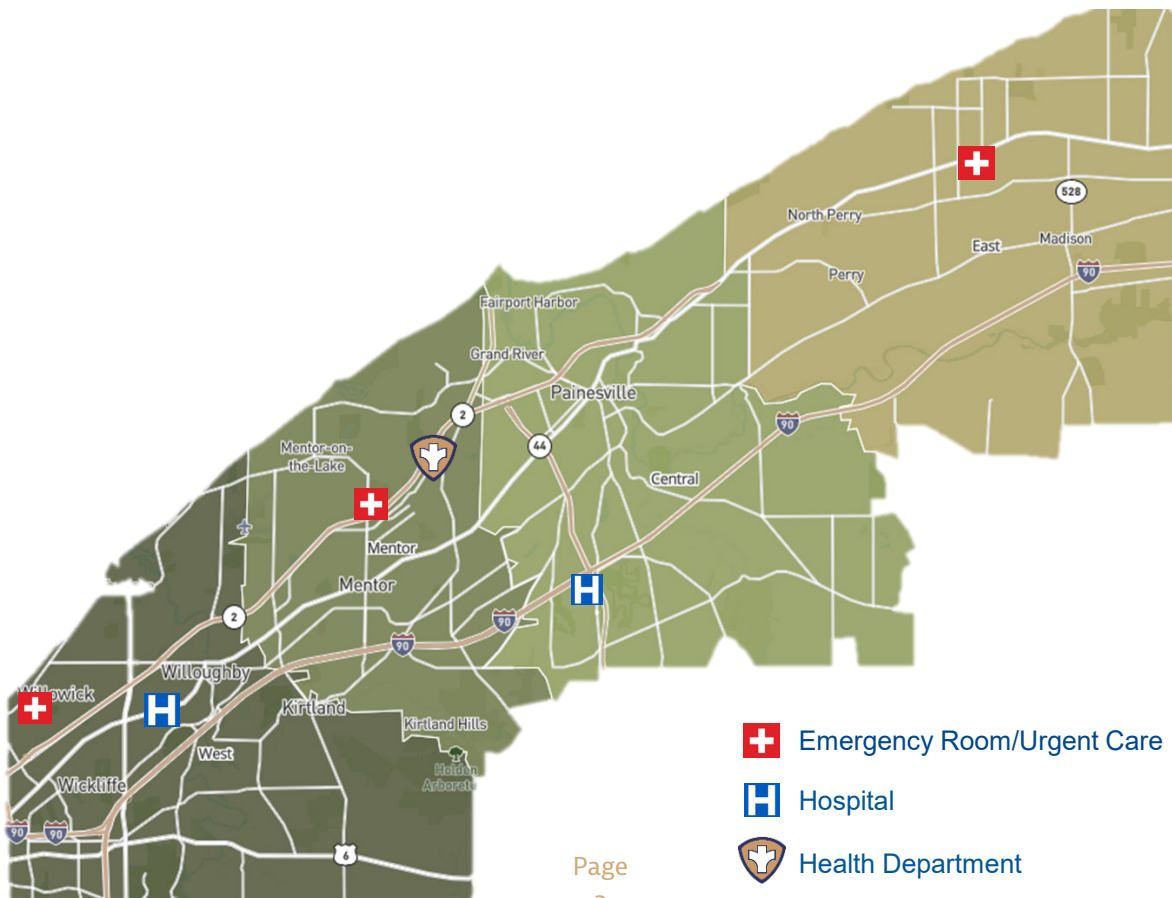 528
North Perry
Madison
East
90
Perry
Fairport Harbor
Grand River
Painesville
2
90
44
Mentor-on-
the-Lake
Central
Mentor
Mentor
2
90
90
Willoughby
Willowick
H
H
Kirtland
Kirtland Hills
West
Holden
Arborete
Wickliffe
90
90
6
Emergency Room/Urgent Care
H
Hospital
Health Department
Page